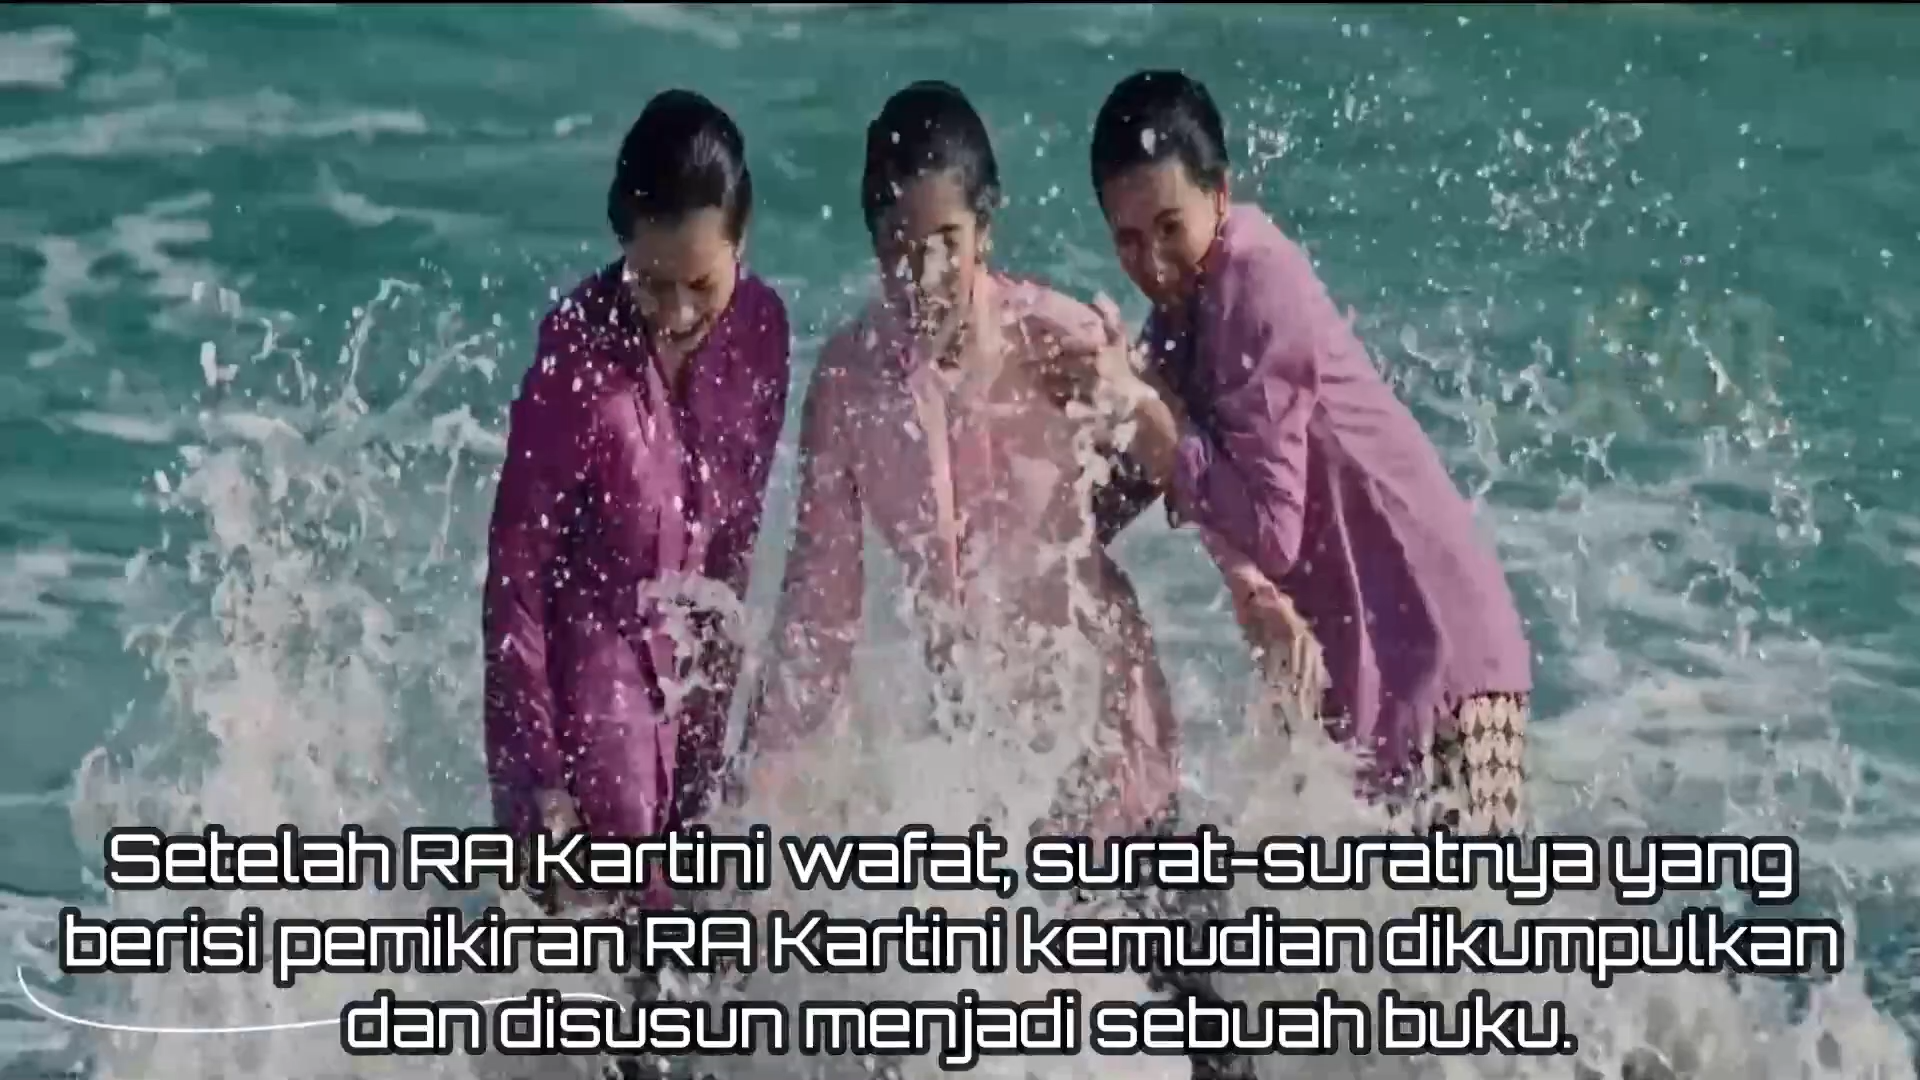 Setelah RA Kartini wafat, surat-suratnya yang
berisi pemikiran RA Kartini kemudian dikumpulkan
dan disusun menjadi sebuah buku.